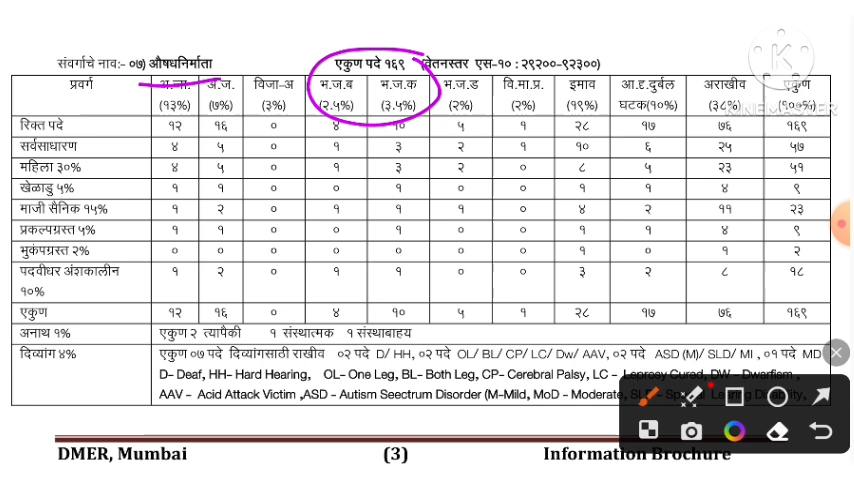 संवर्गाचे नाव:- ०७) औषधनिर्माता एकुण पदे १६९ (वेतनस्तर एस-१० : २९२००-९२३००)
प्रवर्ग अ.जा. (१३%) अ.ज. (७%) विजा-अ (३%) भ.ज.ब (२.५%) भ.ज.क (३.५%) भ.ज.ड (२%) वि.मा.प्र. (२%) इमाव (१९%) आ.दृ.दुर्बल घटक(१०%) अराखीव (३८%) एकुण (१००%)
रिक्त पदे १२ १६ ० ४ १० ५ १ २८ १७ ७६ १६९
सर्वसाधारण ४ ५ ० १ ३ २ १ १० ६ २५ ५७
महिला ३०% ४ ५ ० १ ३ २ ० ८ ५ २३ ५१
खेळाडु ५% १ १ ० ० १ ० ० १ १ ४ ९
माजी सैनिक १५% १ २ ० १ १ १ ० ४ २ ११ २३
प्रकल्पग्रस्त ५% १ १ ० ० १ ० ० १ १ ४ ९
भुकंपग्रस्त २% ० ० ० ० ० ० ० १ ० १ २
पदवीधर अंशकालीन १०% १ २ ० १ १ ० ० ३ २ ८ १८
एकुण १२ १६ ० ४ १० ५ १ २८ १७ ७६ १६९
अनाथ १% एकुण २ त्यापैकी १ संस्थात्मक १ संस्थाबाहय
दिव्यांग ४% एकुण ०७ पदे दिव्यांगसाठी राखीव ०२ पदे D/ HH, ०२ पदे OL/ BL/ CP/ LC/ Dw/ AAV, ०२ पदे ASD (M)/ SLD/ MI , ०१ पदे MD
D- Deaf, HH- Hard Hearing, OL- One Leg, BL- Both Leg, CP- Cerebral Palsy, LC - Leprosy Cured, DW - Dwarfism ,
AAV - Acid Attack Victim ,ASD - Autism Seectrum Disorder (M-Mild, MoD - Moderate, SLD - Learning Disability,
DMER, Mumbai (3) Information Brochure
KINEMASTER